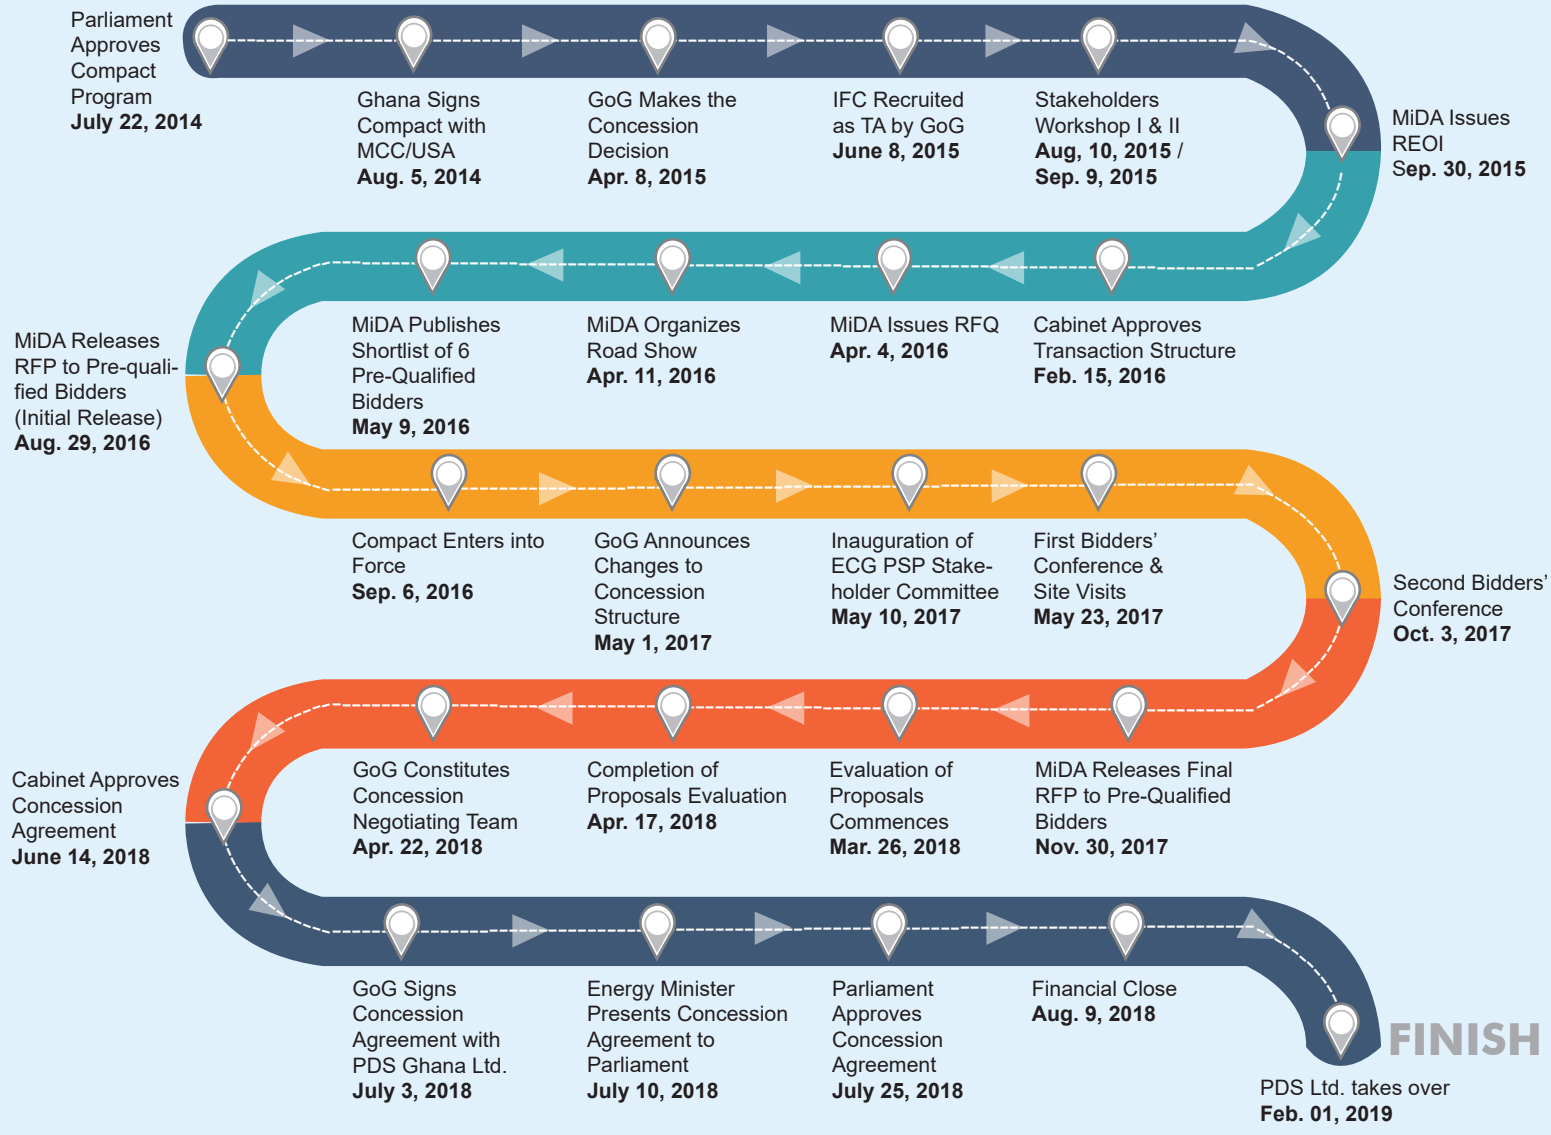 Parliament
Approves
Compact
Program
July 22, 2014
Ghana Signs
Compact with
MCC/USA
Aug. 5, 2014
GoG Makes the
Concession
Decision
Apr. 8, 2015
IFC Recruited
as TA by GoG
June 8, 2015
Stakeholders
Workshop I & II
Aug, 10, 2015 /
Sep. 9, 2015
MiDA Issues
REOI
Sep. 30, 2015
Cabinet Approves
Transaction Structure
Feb. 15, 2016
MiDA Issues RFQ
Apr. 4, 2016
MiDA Organizes
Road Show
Apr. 11, 2016
MiDA Publishes
Shortlist of 6
Pre-Qualified
Bidders
May 9, 2016
MiDA Releases
RFP to Pre-quali-
fied Bidders
(Initial Release)
Aug. 29, 2016
Compact Enters into
Force
Sep. 6, 2016
GoG Announces
Changes to
Concession
Structure
May 1, 2017
Inauguration of
ECG PSP Stake-
holder Committee
May 10, 2017
First Bidders’
Conference &
Site Visits
May 23, 2017
Second Bidders’
Conference
Oct. 3, 2017
MiDA Releases Final
RFP to Pre-Qualified
Bidders
Nov. 30, 2017
Evaluation of
Proposals
Commences
Mar. 26, 2018
Completion of
Proposals Evaluation
Apr. 17, 2018
GoG Constitutes
Concession
Negotiating Team
Apr. 22, 2018
Cabinet Approves
Concession
Agreement
June 14, 2018
GoG Signs
Concession
Agreement with
PDS Ghana Ltd.
July 3, 2018
Energy Minister
Presents Concession
Agreement to
Parliament
July 10, 2018
Parliament
Approves
Concession
Agreement
July 25, 2018
Financial Close
Aug. 9, 2018
FINISH
PDS Ltd. takes over
Feb. 01, 2019